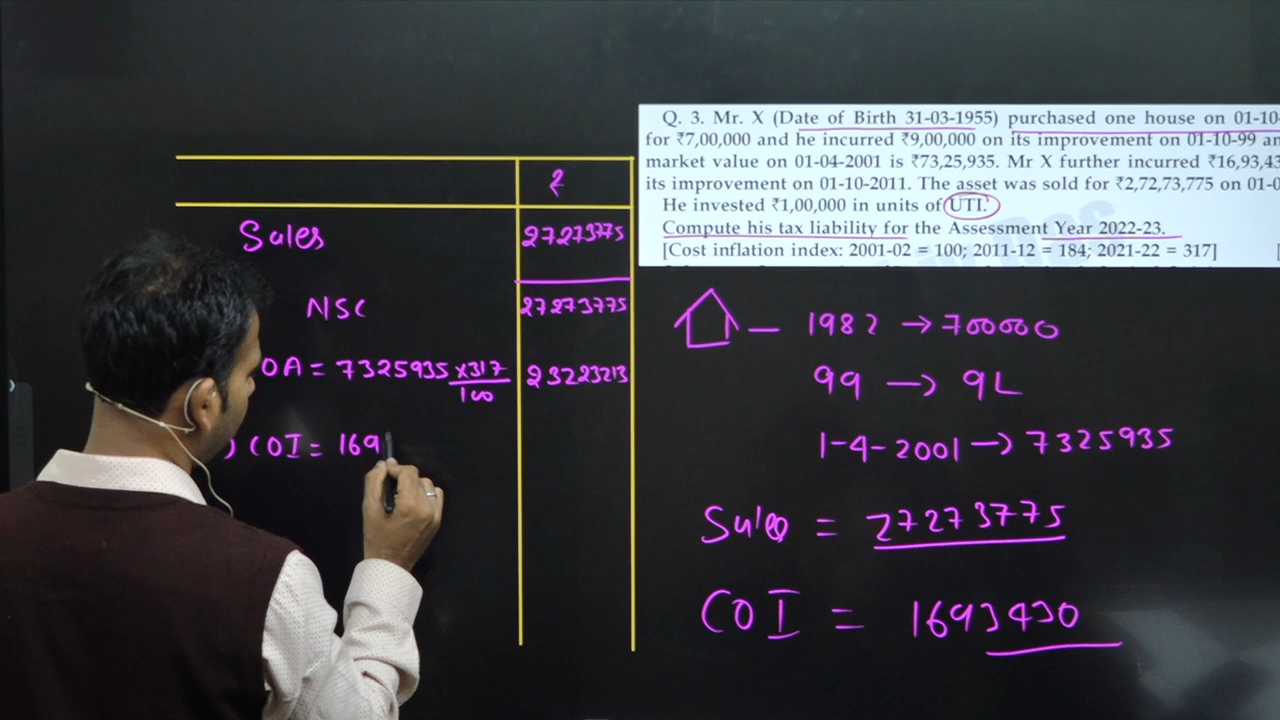 Q. 3. Mr. X (Date of Birth 31-03-1955) purchased one house on 01-10-
for ₹7,00,000 and he incurred ₹9,00,000 on its improvement on 01-10-99 an
market value on 01-04-2001 is ₹73,25,935. Mr X further incurred ₹16,93,43
its improvement on 01-10-2011. The asset was sold for ₹2,72,73,775 on 01-0
He invested ₹1,00,000 in units of UTI.
Compute his tax liability for the Assessment Year 2022-23.
[Cost inflation index: 2001-02 = 100; 2011-12 = 184; 2021-22 = 317]
₹
Sales 27273775
NSC 27273775
OA = 7325935 ×317/100 23223213
) COI = 169
1982 → 700000
99 → 9L
1-4-2001 → 7325935
Sales = 27273775
COI = 1693430